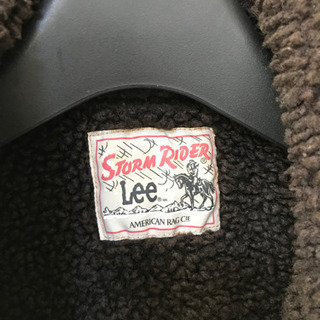 STORM RIDER
Lee
AMERICAN RAG CIE